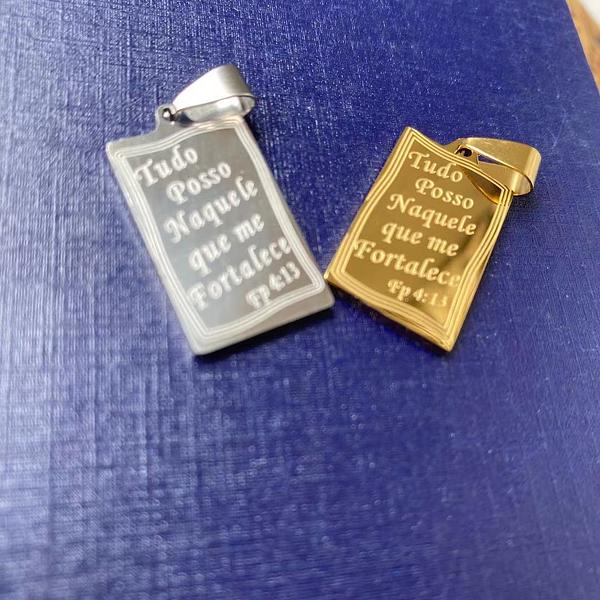 Tudo
Posso
Naquele
que me
Fortalece
Fp 4:13
Tudo
Posso
Naquele
que me
Fortalece
Fp 4:13